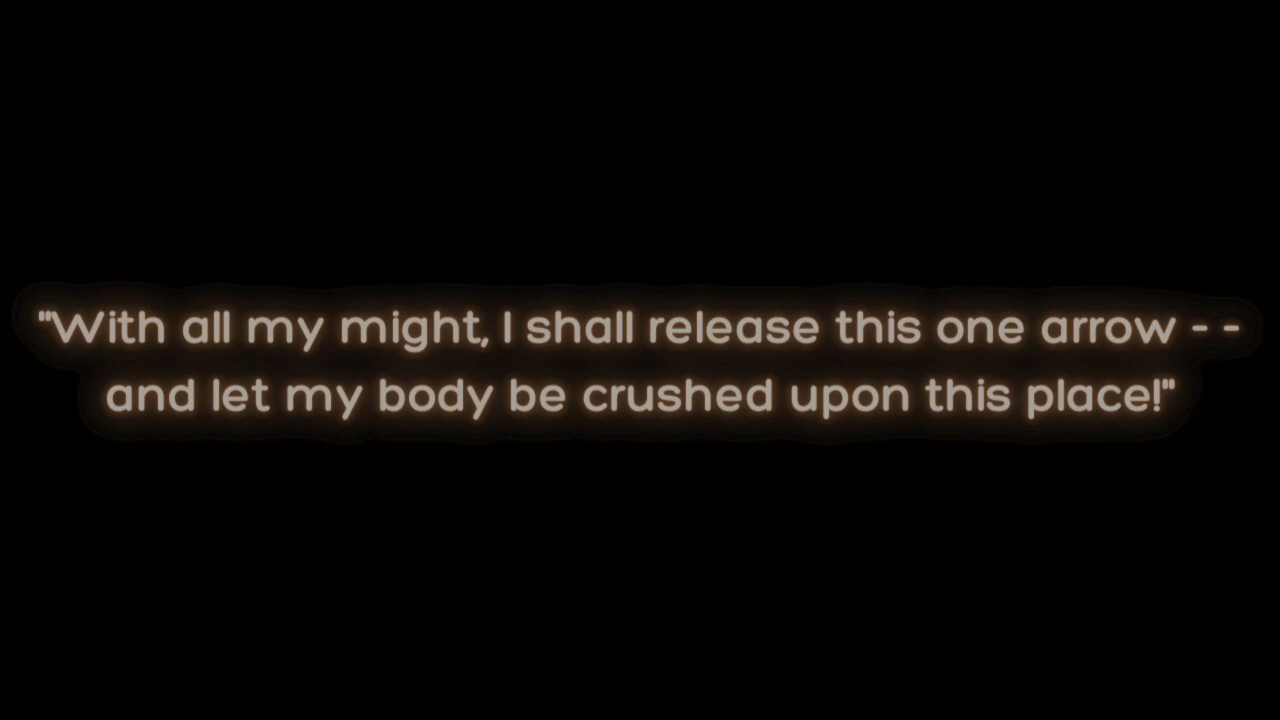 "With all my might, I shall release this one arrow - -
and let my body be crushed upon this place!"